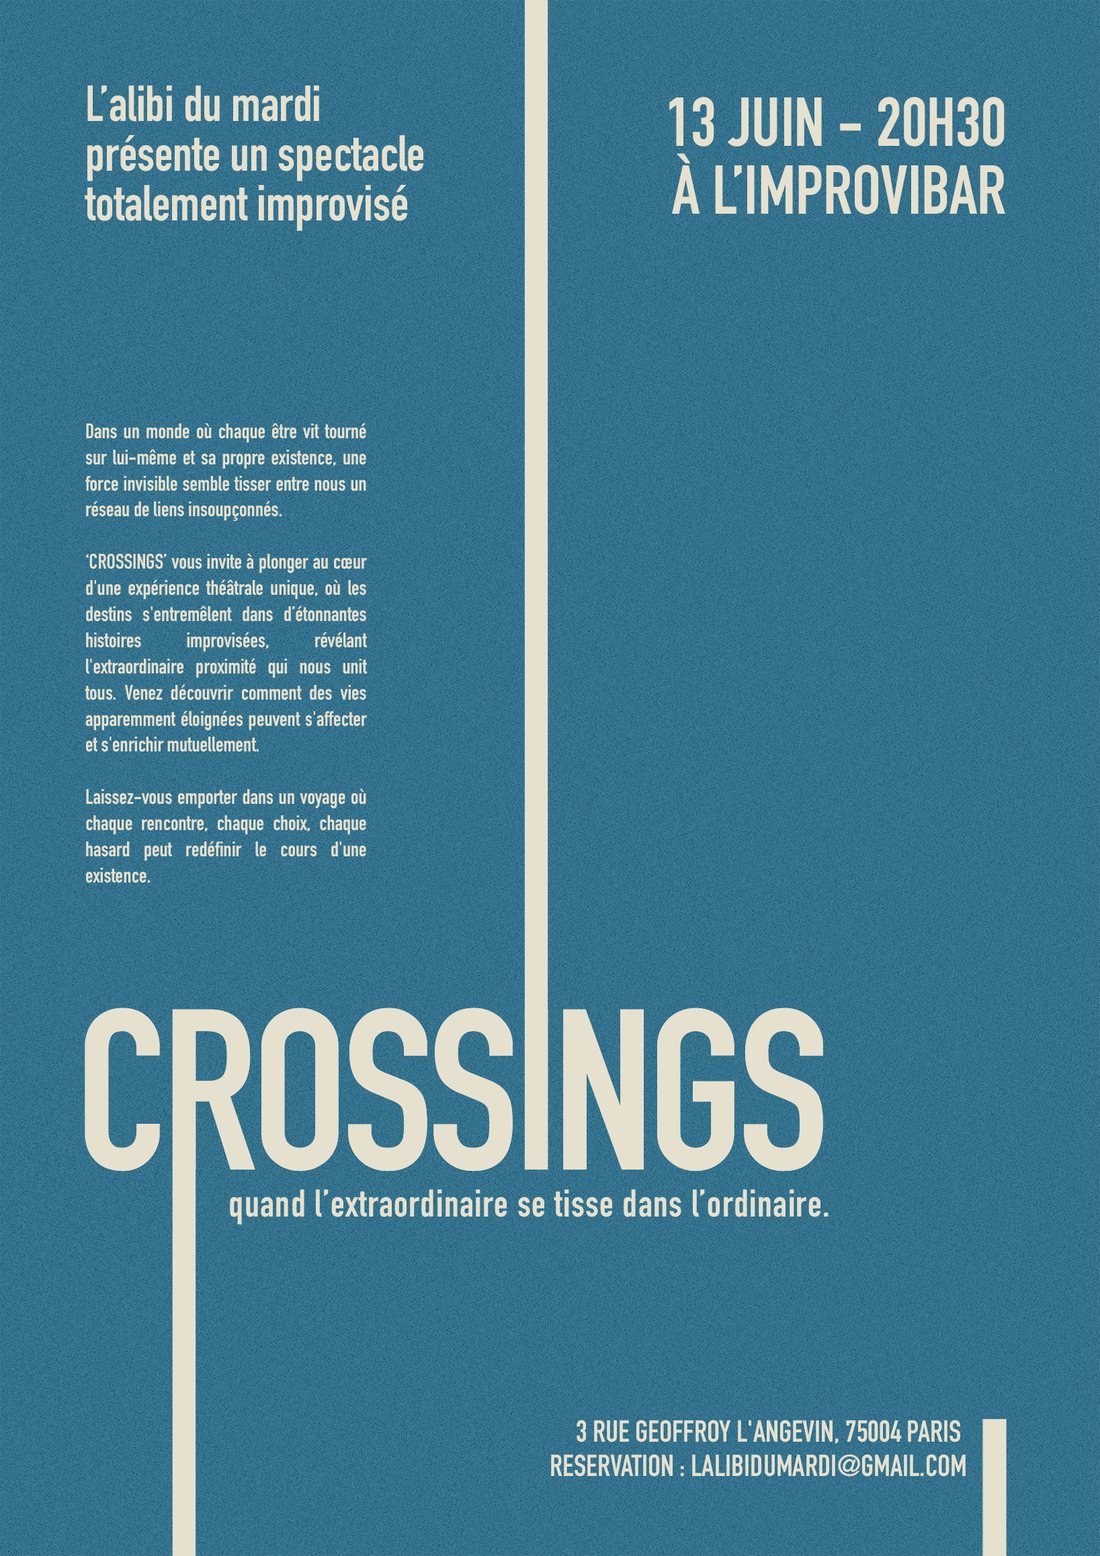 L’alibi du mardi
présente un spectacle
totalement improvisé
13 JUIN - 20H30
À L’IMPROVIBAR
Dans un monde où chaque être vit tourné
sur lui-même et sa propre existence, une
force invisible semble tisser entre nous un
réseau de liens insoupçonnés.
‘CROSSINGS’ vous invite à plonger au cœur
d'une expérience théâtrale unique, où les
destins s'entremêlent dans d’étonnantes
histoires improvisées, révélant
l'extraordinaire proximité qui nous unit
tous. Venez découvrir comment des vies
apparemment éloignées peuvent s'affecter
et s'enrichir mutuellement.
Laissez-vous emporter dans un voyage où
chaque rencontre, chaque choix, chaque
hasard peut redéfinir le cours d'une
existence.
CROSSINGS
quand l’extraordinaire se tisse dans l’ordinaire.
3 RUE GEOFFROY L'ANGEVIN, 75004 PARIS
RESERVATION : LALIBIDUMARDI@GMAIL.COM